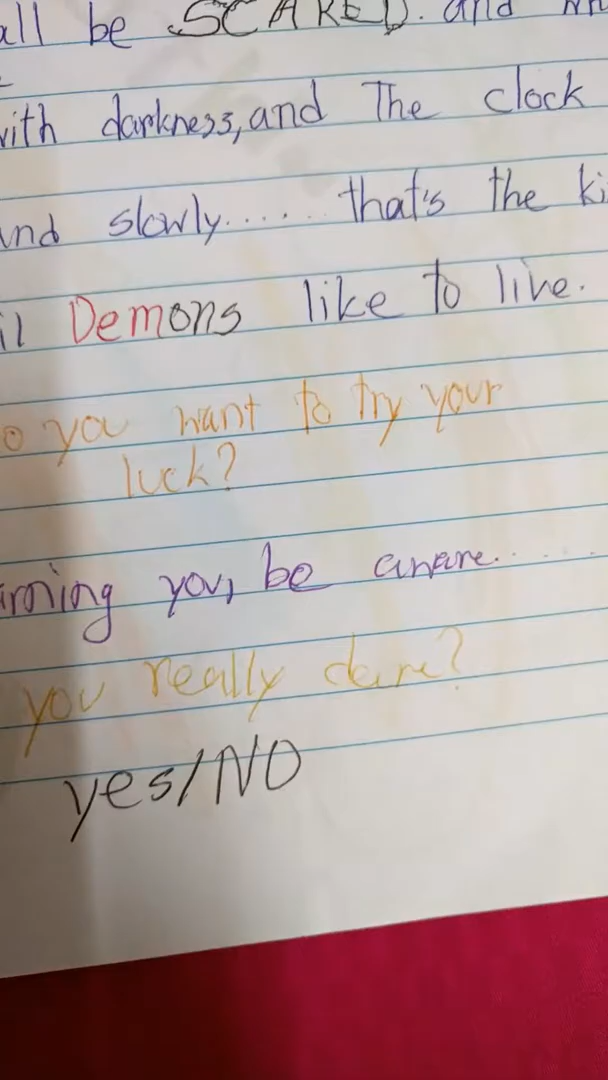 all be SCARED. and
with darkness, and The clock
and slowly..... that's the ki
il Demons like to live.
o you want to try your
luck?
rning you, be aware.....
you really dare?
yes/NO